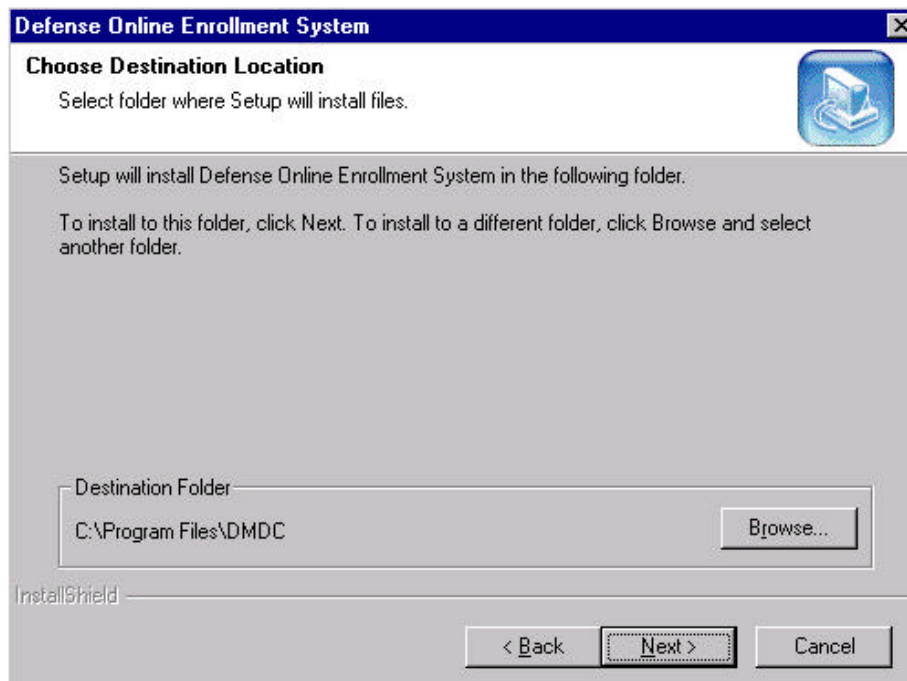 Defense Online Enrollment System
Choose Destination Location
Select folder where Setup will install files.
Setup will install Defense Online Enrollment System in the following folder.
To install to this folder, click Next. To install to a different folder, click Browse and select
another folder.
Destination Folder
C:\Program Files\DMDC
Browse...
InstallShield
< Back
Next >
Cancel